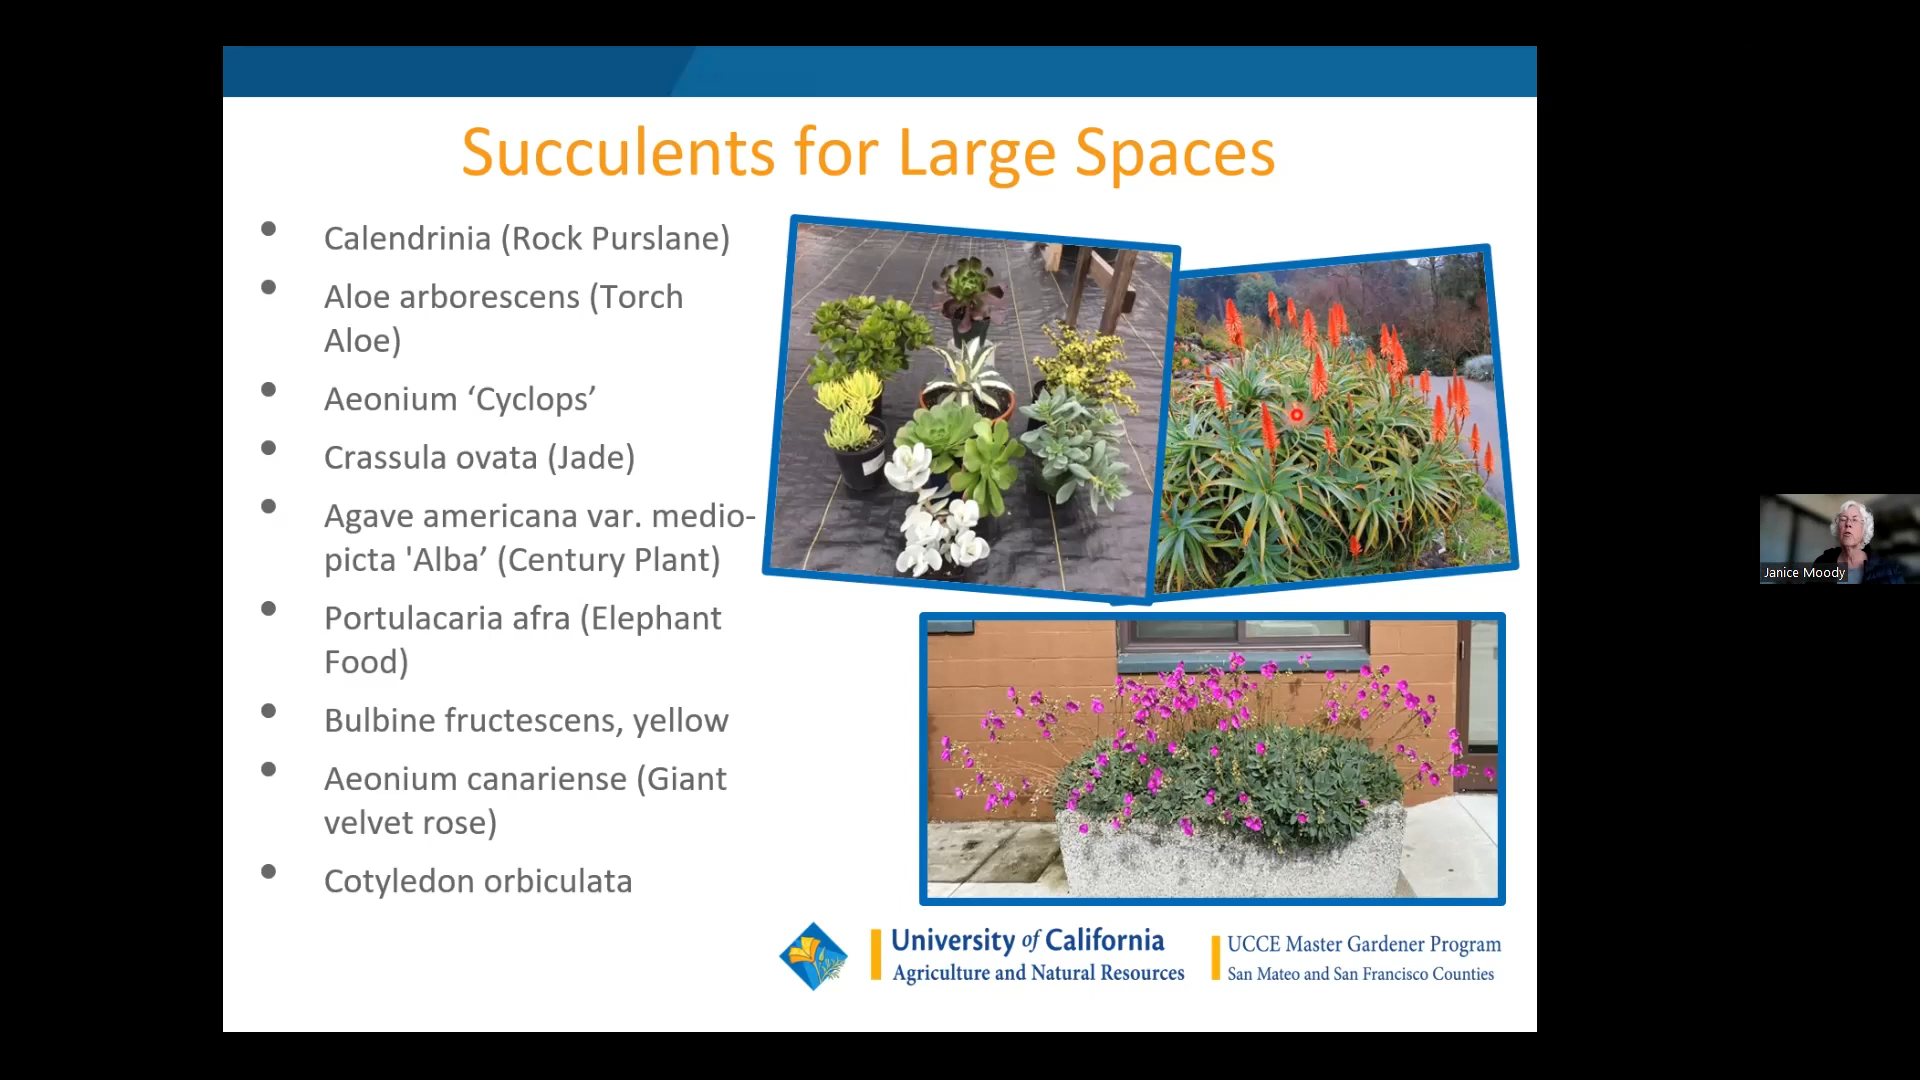 Succulents for Large Spaces
Calendrinia (Rock Purslane)
Aloe arborescens (Torch
Aloe)
Aeonium ‘Cyclops’
Crassula ovata (Jade)
Agave americana var. medio-
picta 'Alba’ (Century Plant)
Portulacaria afra (Elephant
Food)
Bulbine fructescens, yellow
Aeonium canariense (Giant
velvet rose)
Cotyledon orbiculata
University of California
Agriculture and Natural Resources
UCCE Master Gardener Program
San Mateo and San Francisco Counties
Janice Moody